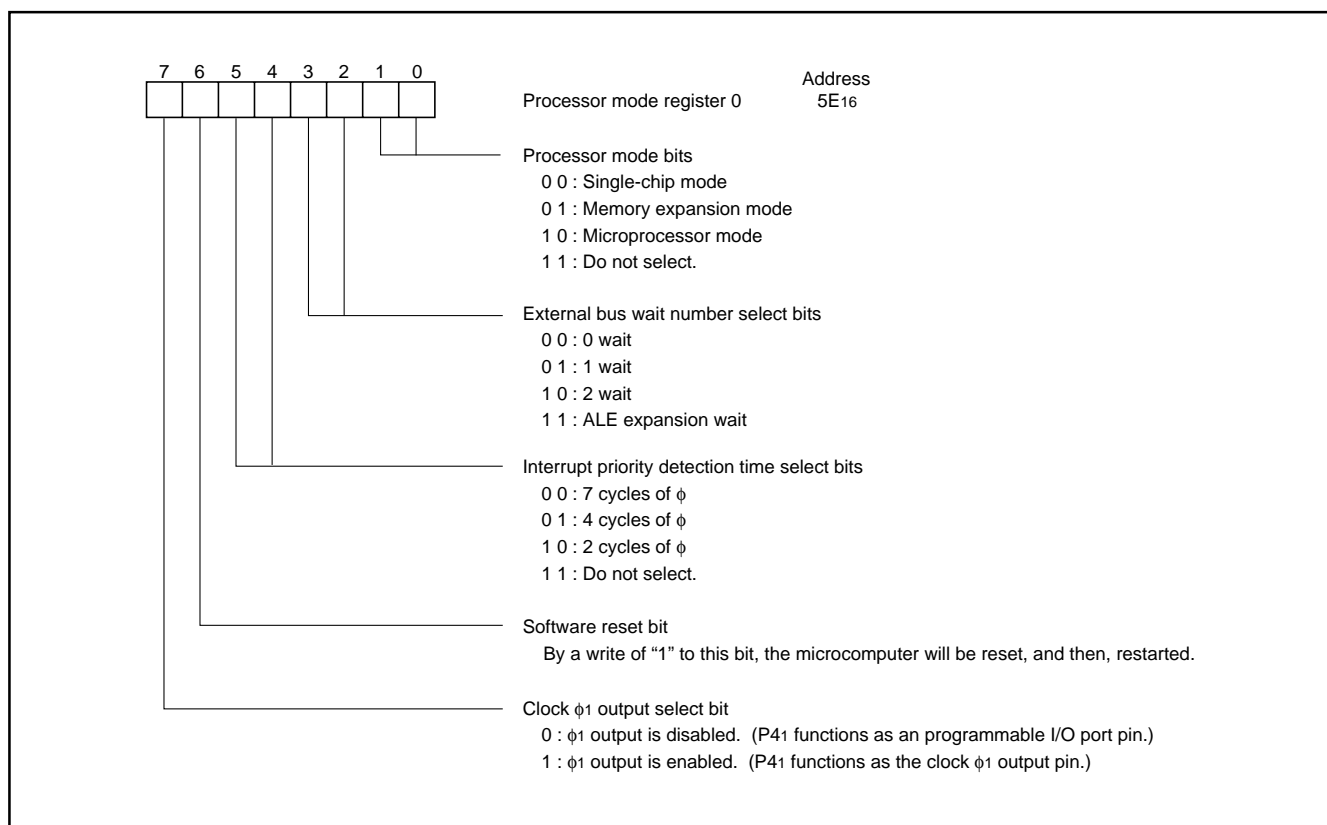 7 6 5 4 3 2 1 0
Address
Processor mode register 0 5E16
Processor mode bits
0 0 : Single-chip mode
0 1 : Memory expansion mode
1 0 : Microprocessor mode
1 1 : Do not select.
External bus wait number select bits
0 0 : 0 wait
0 1 : 1 wait
1 0 : 2 wait
1 1 : ALE expansion wait
Interrupt priority detection time select bits
0 0 : 7 cycles of ϕ
0 1 : 4 cycles of ϕ
1 0 : 2 cycles of ϕ
1 1 : Do not select.
Software reset bit
By a write of “1” to this bit, the microcomputer will be reset, and then, restarted.
Clock ϕ1 output select bit
0 : ϕ1 output is disabled. (P41 functions as an programmable I/O port pin.)
1 : ϕ1 output is enabled. (P41 functions as the clock ϕ1 output pin.)